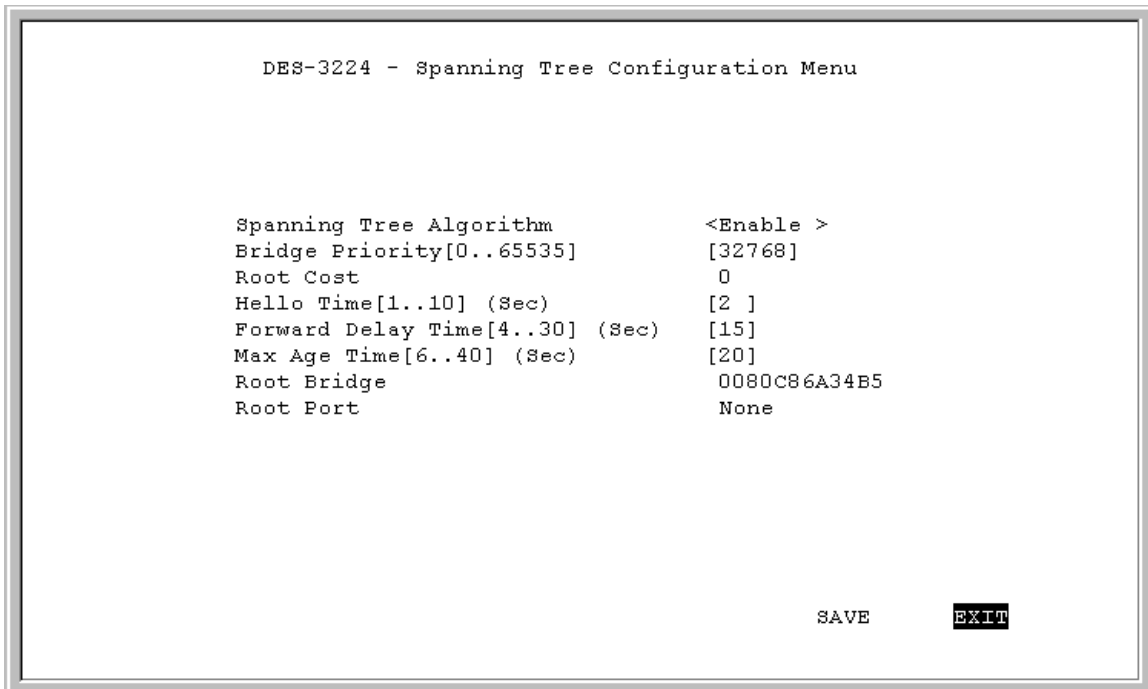 DES-3224 - Spanning Tree Configuration Menu
Spanning Tree Algorithm <Enable >
Bridge Priority[0..65535] [32768]
Root Cost 0
Hello Time[1..10] (Sec) [2 ]
Forward Delay Time[4..30] (Sec) [15]
Max Age Time[6..40] (Sec) [20]
Root Bridge 0080C86A34B5
Root Port None
SAVE EXIT